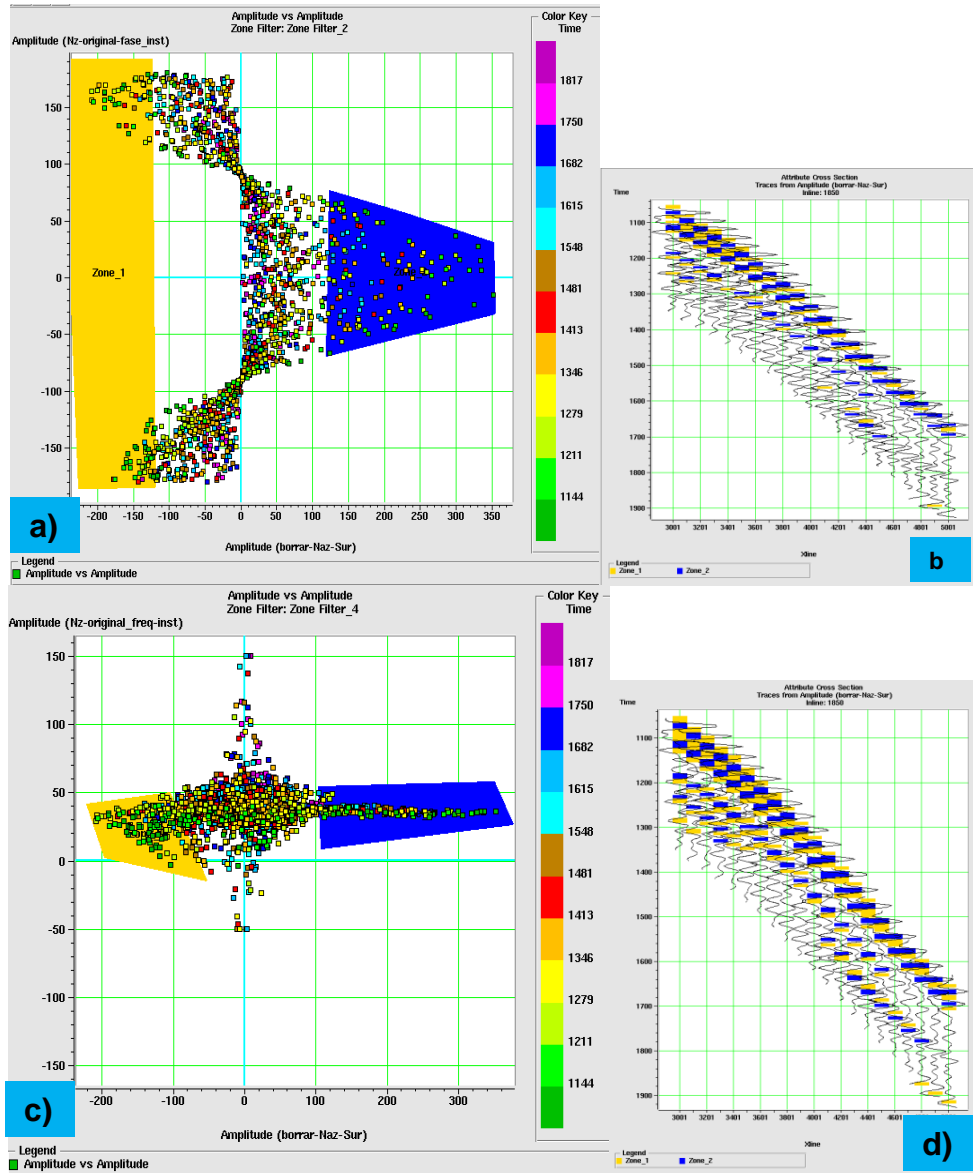 Amplitude vs Amplitude
Zone Filter: Zone Filter_2
Amplitude (Nz-original-fase_inst)
Color Key
Time
150
100
50
0
-50
-100
-150
Zone_1
-200 -150 -100 -50 0 50 100 150 200 250 300 350
Amplitude (borrar-Naz-Sur)
1817
1750
1682
1615
1548
1481
1413
1346
1279
1211
1144
Legend
Amplitude vs Amplitude
a)
Attribute Cross Section
Traces from Amplitude (borrar-Naz-Sur)
Inline: 1850
Time
1100
1200
1300
1400
1500
1600
1700
1800
1900
3001 3201 3401 3601 3801 4001 4201 4401 4601 4801 5001
Xline
Legend
Zone_1 Zone_2
b
Amplitude vs Amplitude
Zone Filter: Zone Filter_4
Amplitude (Nz-original_freq-inst)
Color Key
Time
150
100
50
0
-50
-100
-150
-200 -100 0 100 200 300
Amplitude (borrar-Naz-Sur)
1817
1750
1682
1615
1548
1481
1413
1346
1279
1211
1144
Legend
Amplitude vs Amplitude
c)
Attribute Cross Section
Traces from Amplitude (borrar-Naz-Sur)
Inline: 1850
Time
1100
1200
1300
1400
1500
1600
1700
1800
1900
3001 3201 3401 3601 3801 4001 4201 4401 4601
Xline
Legend
Zone_1 Zone_2
d)